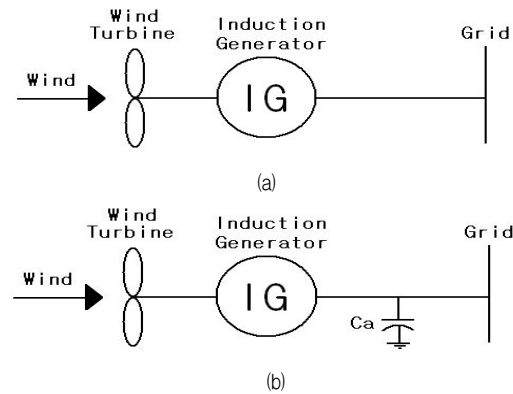 Wind
Turbine
Induction
Generator
Grid
Wind
IG
(a)
Wind
Turbine
Induction
Generator
Grid
Wind
IG
Ca
(b)